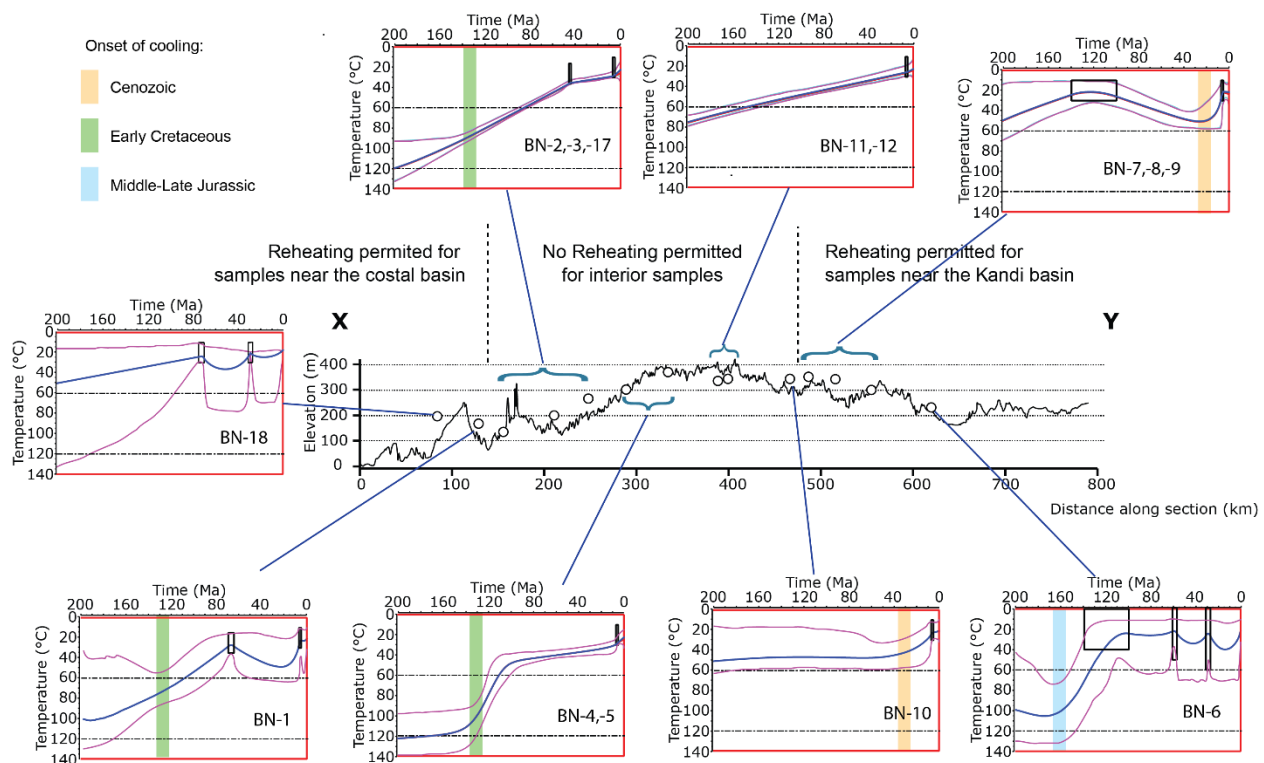 Onset of cooling:
Cenozoic
Early Cretaceous
Middle-Late Jurassic
Time (Ma)
200 160 120 80 40 0
Temperature (°C)
0
20
40
60
80
100
120
140
BN-2,-3,-17
Time (Ma)
200 160 120 80 40 0
Temperature (°C)
0
20
40
60
80
100
120
140
BN-11,-12
Time (Ma)
200 160 120 80 40 0
Temperature (°C)
0
20
40
60
80
100
120
140
BN-7,-8,-9
Reheating permited for
samples near the costal basin
No Reheating permitted
for interior samples
Reheating permitted for
samples near the Kandi basin
Time (Ma)
200 160 120 80 40 0
Temperature (°C)
0
20
40
60
80
100
120
140
BN-18
X
Y
Elevation (m)
400
300
200
100
0
0 100 200 300 400 500 600 700 800
Distance along section (km)
Time (Ma)
200 160 120 80 40 0
Temperature (°C)
0
20
40
60
80
100
120
140
BN-1
Time (Ma)
200 160 120 80 40 0
Temperature (°C)
0
20
40
60
80
100
120
140
BN-4,-5
Time (Ma)
200 160 120 80 40 0
Temperature (°C)
0
20
40
60
80
100
120
140
BN-10
Time (Ma)
200 160 120 80 40 0
Temperature (°C)
0
20
40
60
80
100
120
140
BN-6